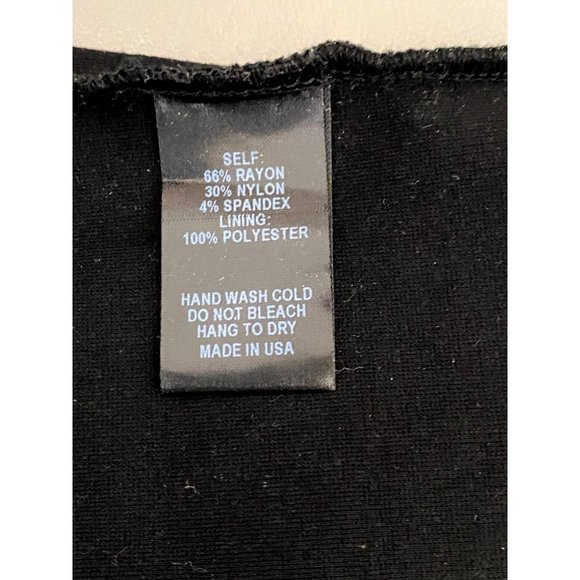 SELF:
66% RAYON
30% NYLON
4% SPANDEX
LINING:
100% POLYESTER
HAND WASH COLD
DO NOT BLEACH
HANG TO DRY
MADE IN USA